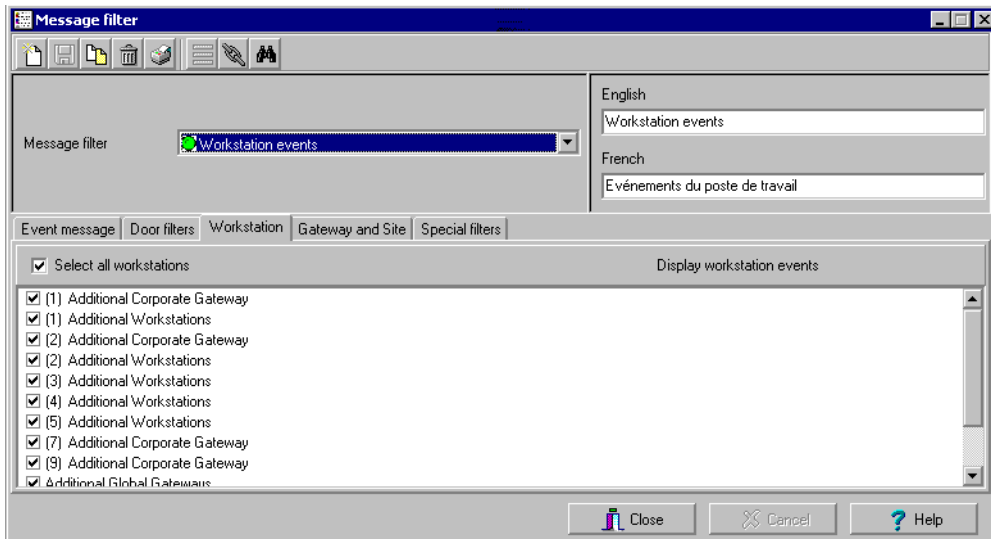 Message filter
English
Workstation events
Message filter
Workstation events
French
Evénements du poste de travail
Event message
Door filters
Workstation
Gateway and Site
Special filters
Select all workstations
Display workstation events
(1) Additional Corporate Gateway
(1) Additional Workstations
(2) Additional Corporate Gateway
(2) Additional Workstations
(3) Additional Workstations
(4) Additional Workstations
(5) Additional Workstations
(7) Additional Corporate Gateway
(9) Additional Corporate Gateway
Additional Global Gateways
Close
Cancel
Help